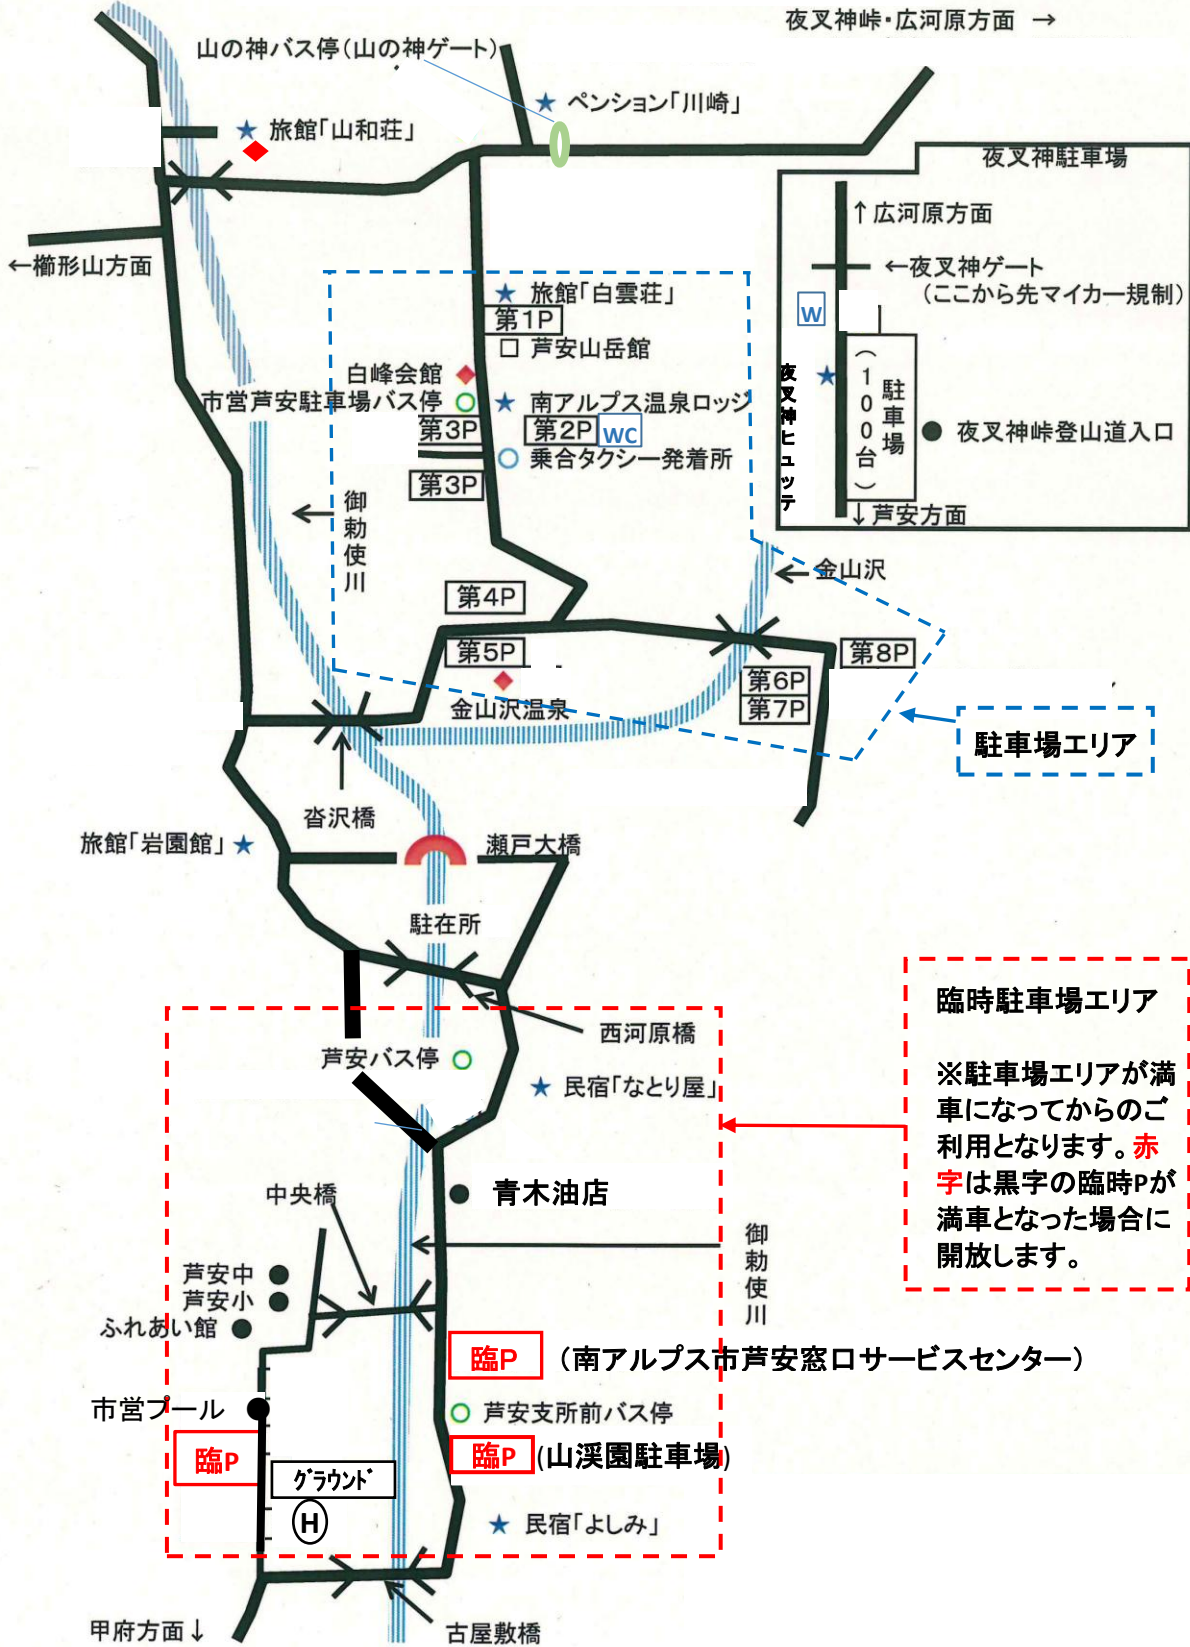 夜叉神峠・広河原方面 →
山の神バス停(山の神ゲート)
★ ペンション「川崎」
★ 旅館「山和荘」
夜叉神駐車場
↑広河原方面
←櫛形山方面
←夜叉神ゲート
(ここから先マイカー規制)
W
夜叉神ヒュッテ
★
駐車場
(100台)
● 夜叉神峠登山道入口
↓芦安方面
★ 旅館「白雲荘」
第1P
□ 芦安山岳館
白峰会館
市営芦安駐車場バス停
★ 南アルプス温泉ロッジ
第3P
第2P
WC
乗合タクシー発着所
第3P
御勅使川
金山沢
第4P
第5P
第8P
第6P
第7P
金山沢温泉
駐車場エリア
沓沢橋
旅館「岩園館」★
瀬戸大橋
駐在所
臨時駐車場エリア
※駐車場エリアが満
車になってからのご
利用となります。赤
字は黒字の臨時Pが
満車となった場合に
開放します。
西河原橋
芦安バス停
★ 民宿「なとり屋」
中央橋
● 青木油店
御勅使川
芦安中 ●
芦安小 ●
ふれあい館 ●
臨P (南アルプス市芦安窓口サービスセンター)
市営プール
芦安支所前バス停
臨P
臨P (山渓園駐車場)
グラウンド
H
★ 民宿「よしみ」
甲府方面↓
古屋敷橋